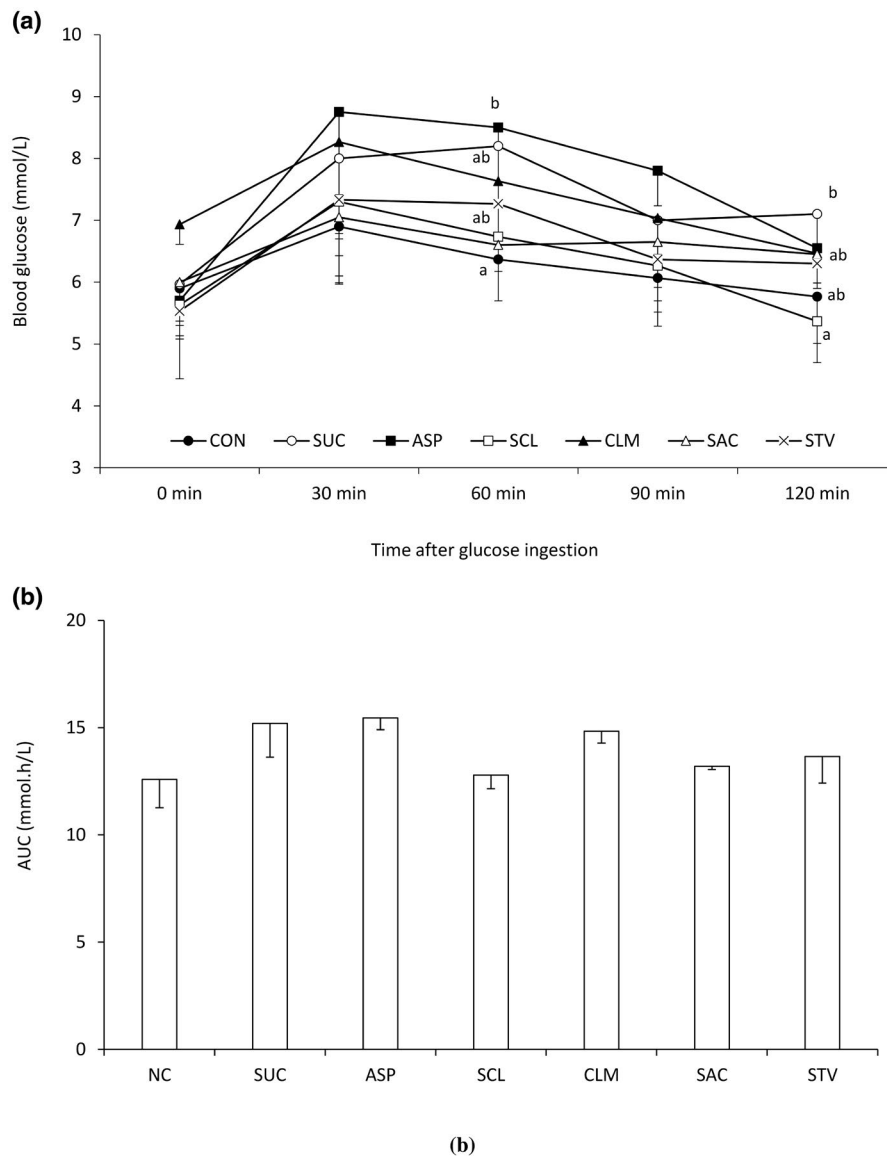 (a)
10
9
8
7
6
5
4
3
Blood glucose (mmol/L)
b
ab
ab
a
b
ab
ab
a
CON SUC ASP SCL CLM SAC STV
0 min 30 min 60 min 90 min 120 min
Time after glucose ingestion
(b)
20
15
10
5
0
AUC (mmol.h/L)
NC SUC ASP SCL CLM SAC STV
(b)